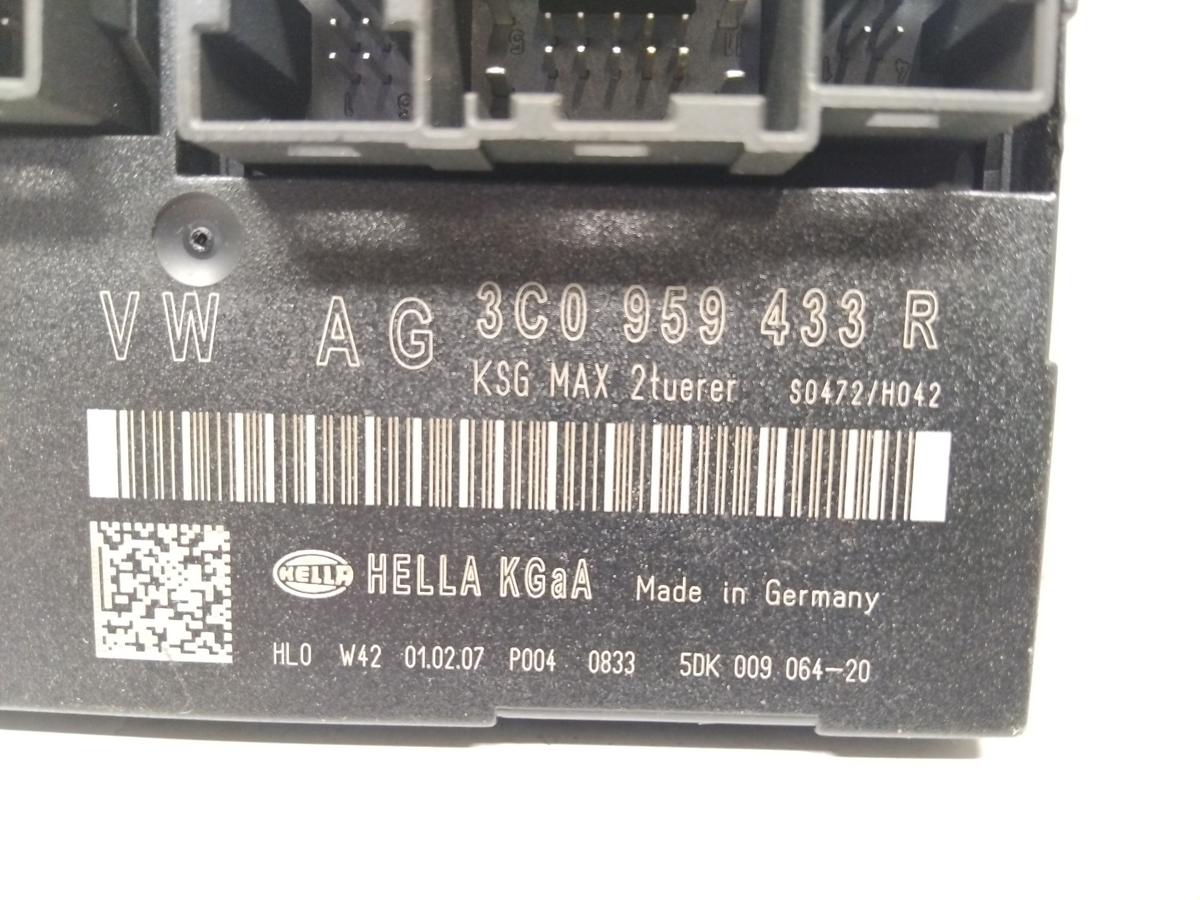 VW AG 3C0 959 433 R
KSG MAX 2tuerer S0472/H042
HELLA HELLA KGaA Made in Germany
HLO W42 01.02.07 P004 0833 5DK 009 064-20